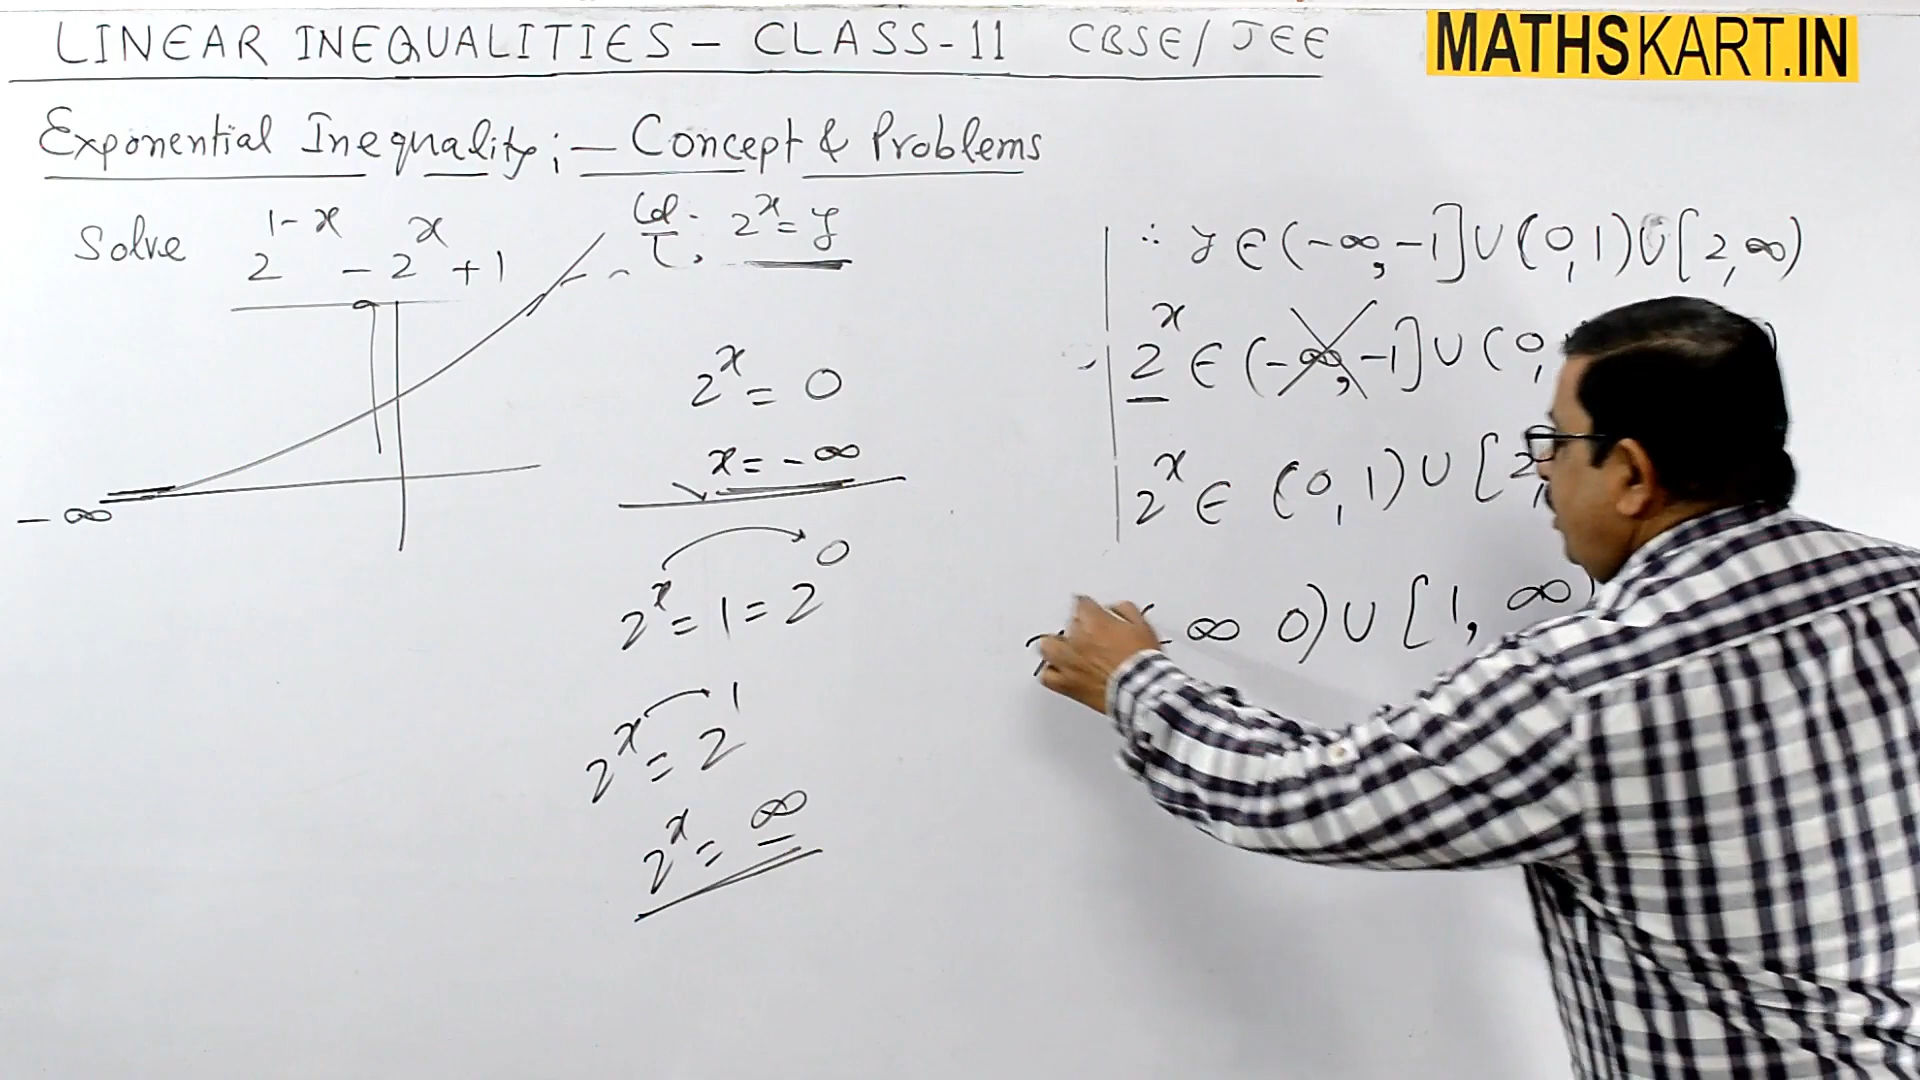 LINEAR INEQUALITIES – CLASS-11 CBSE/JEE
MATHSKART.IN
Exponential Inequality :— Concept & Problems
Solve 2^{1-x} - 2^x + 1
2^x = y
2^x = 0
x = -∞
-∞
2^x = 1 = 2^0
2^x = 2^1
2^x = ∞
∴ y ∈ (-∞, -1] ∪ (0, 1) ∪ [2, ∞)
2^x ∈ (-∞, -1] ∪ (0,
2^x ∈ (0, 1) ∪ [2,
∞ 0) ∪ [1, ∞